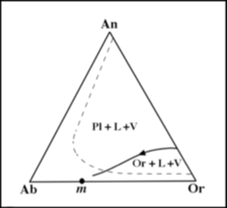 An
Pl + L +V
Or + L +V
Ab m Or